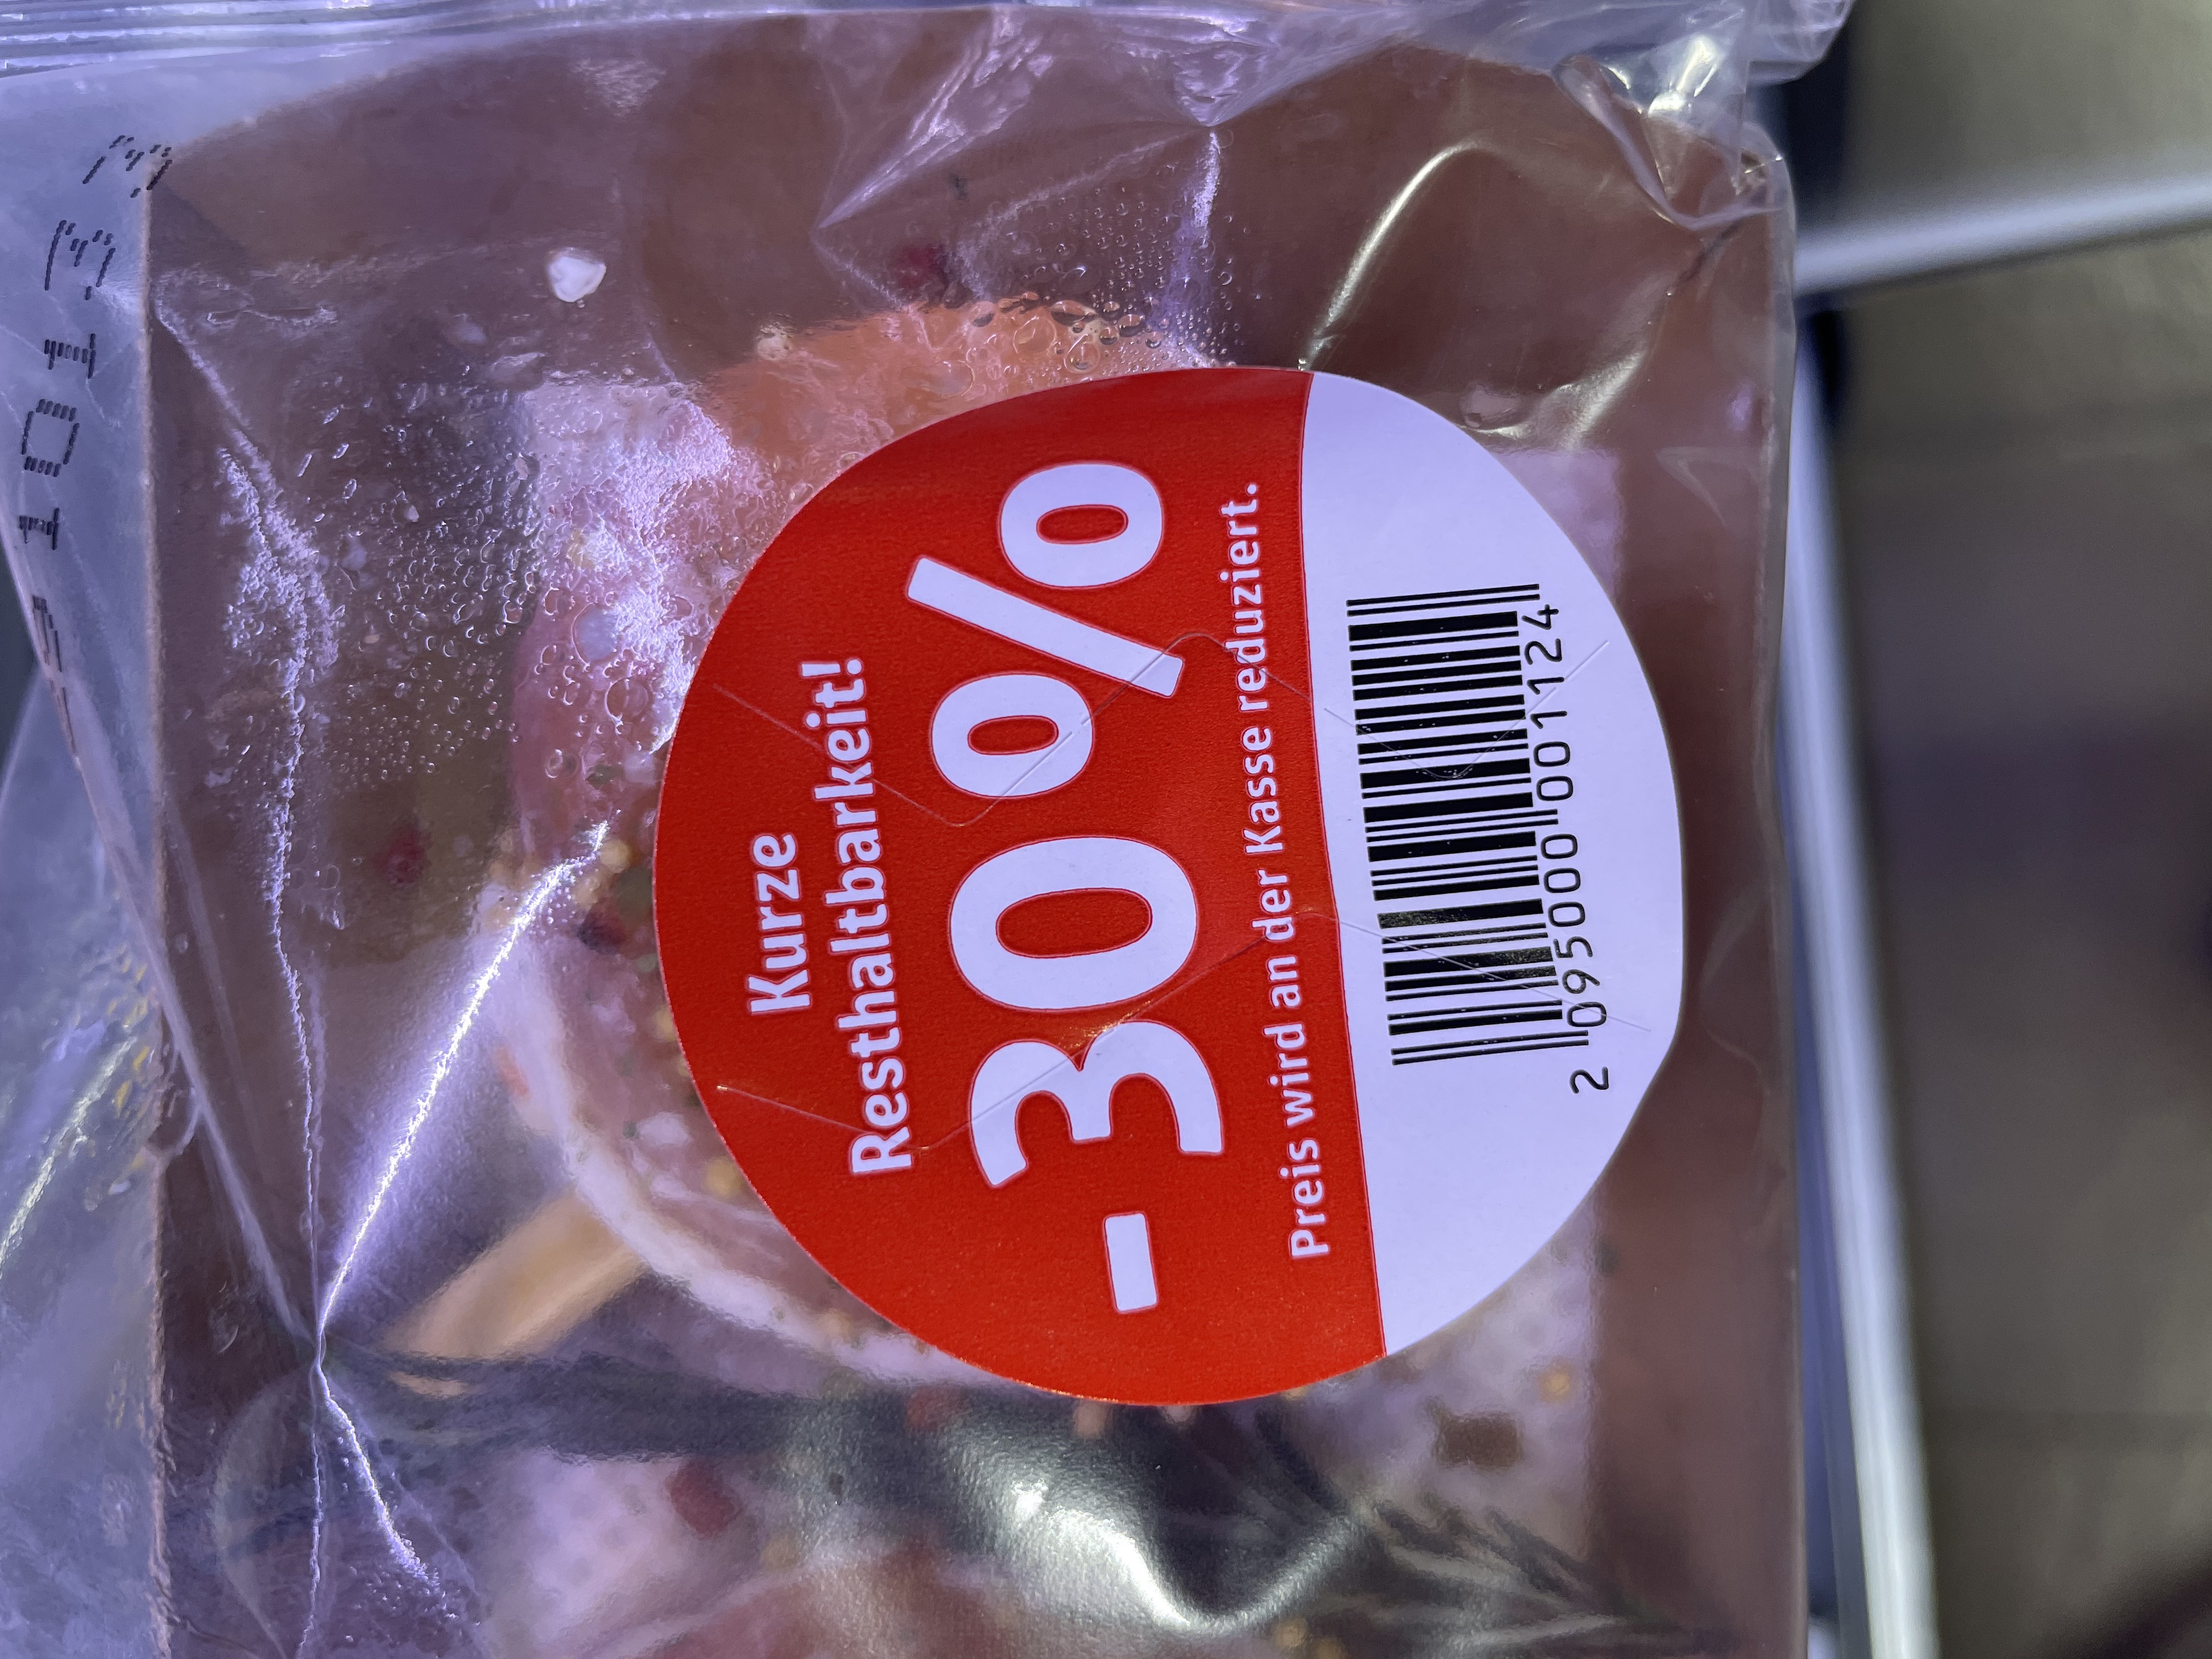 Kurze
Resthaltbarkeit!
-30%
Preis wird an der Kasse reduziert.
2 095000 001124